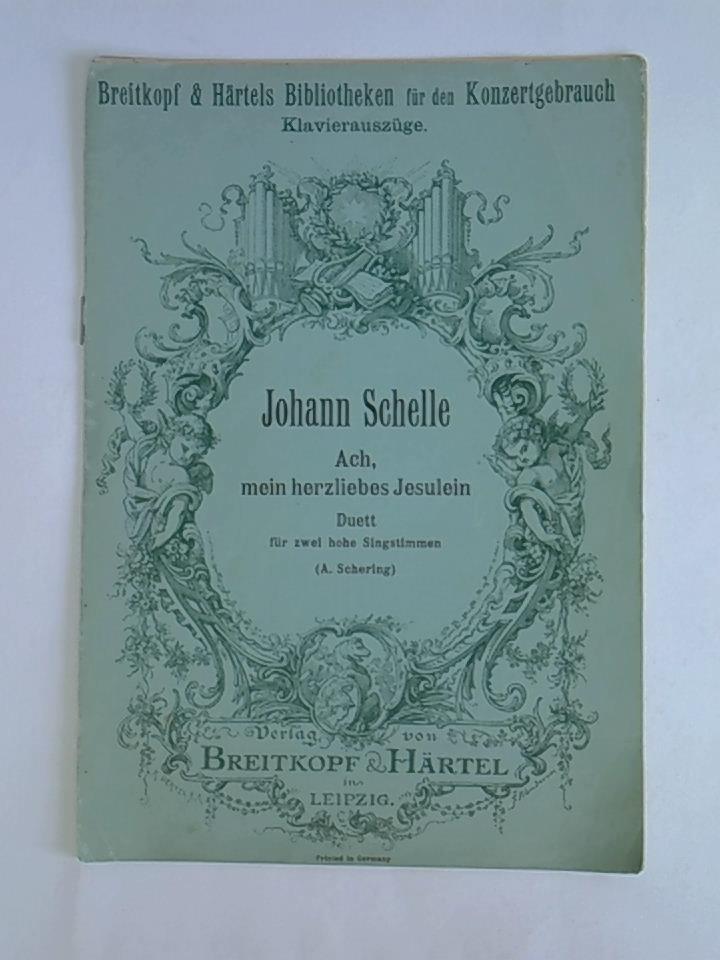 Breitkopf & Härtels Bibliotheken für den Konzertgebrauch
Klavierauszüge.
Johann Schelle
Ach,
mein herzliebes Jesulein
Duett
für zwei hohe Singstimmen
(A. Schering)
Verlag von
BREITKOPF & HÄRTEL
in
LEIPZIG.
Printed in Germany